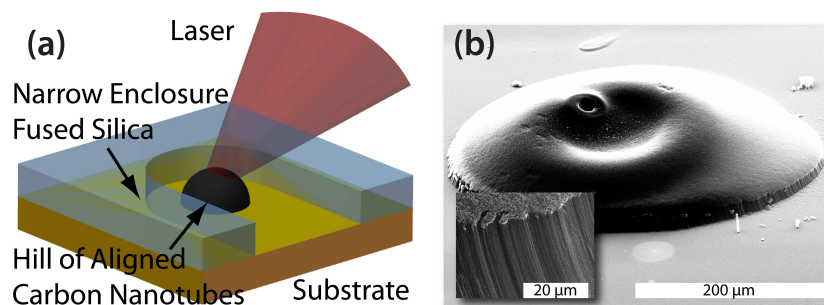 (a)
Laser
Narrow Enclosure
Fused Silica
Hill of Aligned
Carbon Nanotubes
Substrate
(b)
20 µm
200 µm